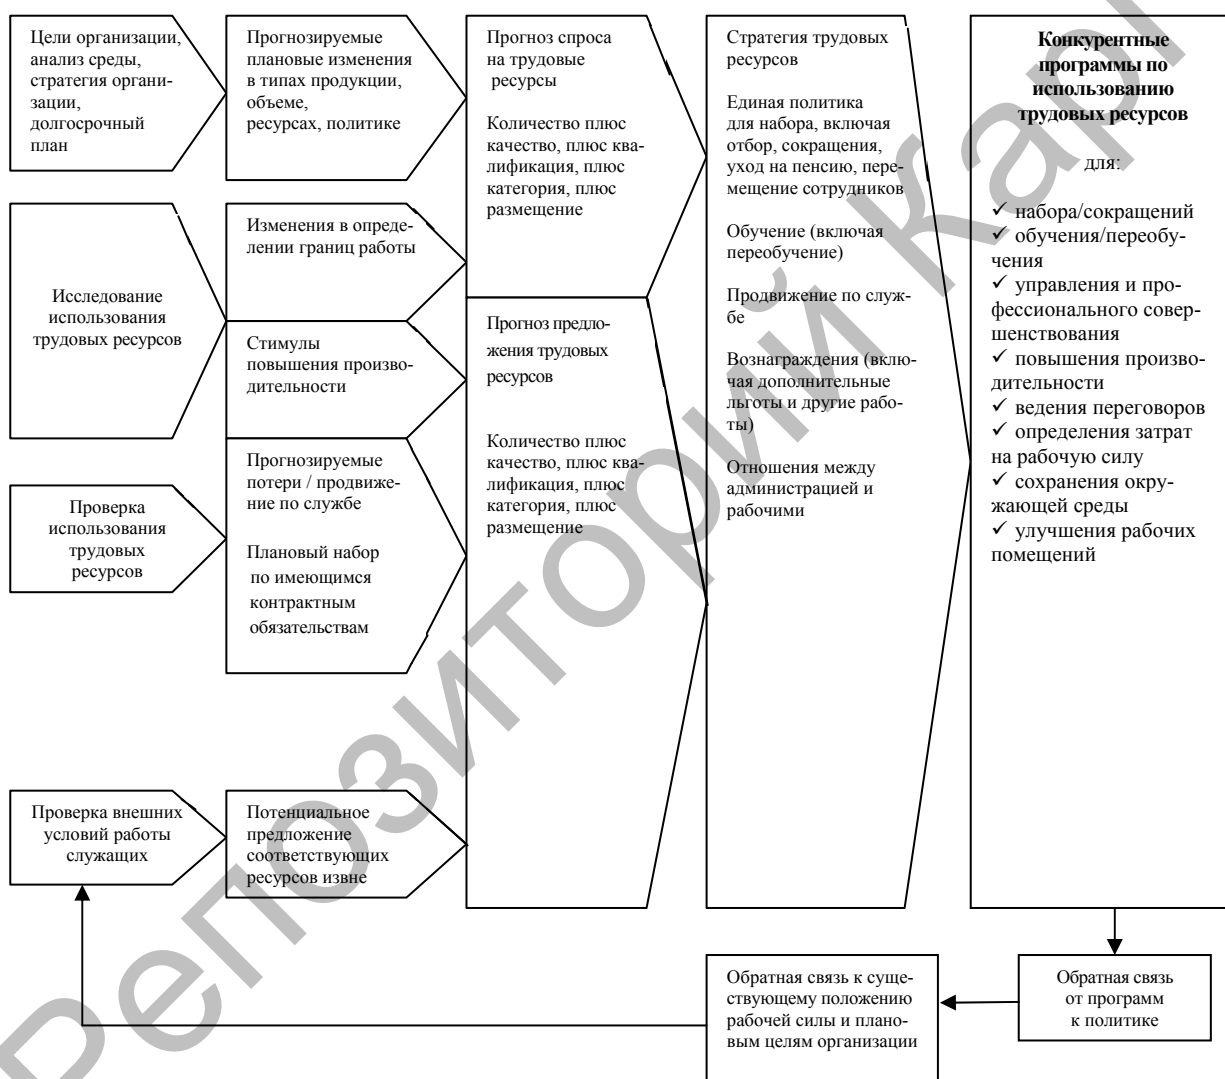 Цели организации,
анализ среды,
стратегия органи-
зации,
долгосрочный
план
Прогнозируемые
плановые изменения
в типах продукции,
объеме,
ресурсах, политике
Прогноз спроса
на трудовые
ресурсы
Количество плюс
качество, плюс ква-
лификация, плюс
категория, плюс
размещение
Стратегия трудовых
ресурсов
Единая политика
для набора, включая
отбор, сокращения,
уход на пенсию, пере-
мещение сотрудников
Обучение (включая
переобучение)
Продвижение по служ-
бе
Вознаграждения (вклю-
чая дополнительные
льготы и другие рабо-
ты)
Отношения между
администрацией и
рабочими
Конкурентные
программы по
использованию
трудовых ресурсов
для:
✓ набора/сокращений
✓ обучения/переобу-
чения
✓ управления и про-
фессионального совер-
шенствования
✓ повышения произво-
дительности
✓ ведения переговоров
✓ определения затрат
на рабочую силу
✓ сохранения окру-
жающей среды
✓ улучшения рабочих
помещений
Исследование
использования
трудовых ресурсов
Изменения в опреде-
лении границ работы
Стимулы
повышения произво-
дительности
Прогноз предло-
жения трудовых
ресурсов
Количество плюс
качество, плюс ква-
лификация, плюс
категория, плюс
размещение
Проверка
использования
трудовых
ресурсов
Прогнозируемые
потери / продвиже-
ние по службе
Плановый набор
по имеющимся
контрактным
обязательствам
Проверка внешних
условий работы
служащих
Потенциальное
предложение
соответствующих
ресурсов извне
Обратная связь к суще-
ствующему положению
рабочей силы и плано-
вым целям организации
Обратная связь
от программ
к политике
Репозиторий